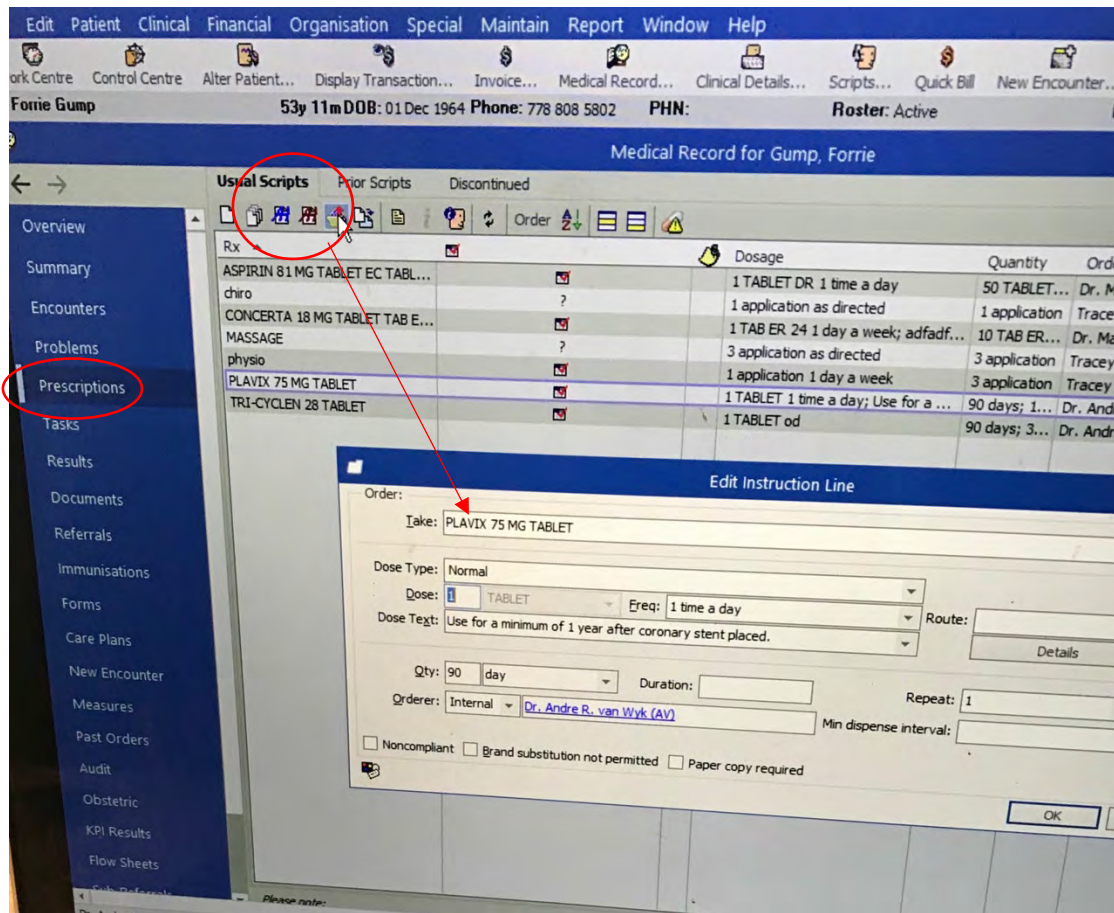 Edit Patient Clinical Financial Organisation Special Maintain Report Window Help
ork Centre Control Centre Alter Patient... Display Transaction... Invoice... Medical Record... Clinical Details... Scripts... Quick Bill New Encounter..
Forrie Gump 53y 11m DOB: 01 Dec 1964 Phone: 778 808 5802 PHN: Roster: Active
Medical Record for Gump, Forrie
Usual Scripts Prior Scripts Discontinued
Order
Rx Dosage Quantity Orde
ASPIRIN 81 MG TABLET EC TABL... 1 TABLET DR 1 time a day 50 TABLET... Dr. M
chiro ? 1 application as directed 1 application Trace
CONCERTA 18 MG TABLET TAB E... 1 TAB ER 24 1 day a week; adfadf... 10 TAB ER... Dr. Ma
MASSAGE ? 3 application as directed 3 application Tracey
physio 1 application 1 day a week 3 application Tracey
PLAVIX 75 MG TABLET 1 TABLET 1 time a day; Use for a ... 90 days; 1... Dr. And
TRI-CYCLEN 28 TABLET 1 TABLET od 90 days; 3... Dr. Andr
Overview
Summary
Encounters
Problems
Prescriptions
Tasks
Results
Documents
Referrals
Immunisations
Forms
Care Plans
New Encounter
Measures
Past Orders
Audit
Obstetric
KPI Results
Flow Sheets
Edit Instruction Line
Order:
Take: PLAVIX 75 MG TABLET
Dose Type: Normal
Dose: 1 TABLET Freq: 1 time a day Route:
Dose Text: Use for a minimum of 1 year after coronary stent placed.
Details
Qty: 90 day Duration: Repeat: 1
Orderer: Internal Dr. Andre R. van Wyk (AV) Min dispense interval:
Noncompliant Brand substitution not permitted Paper copy required
OK
Please note: